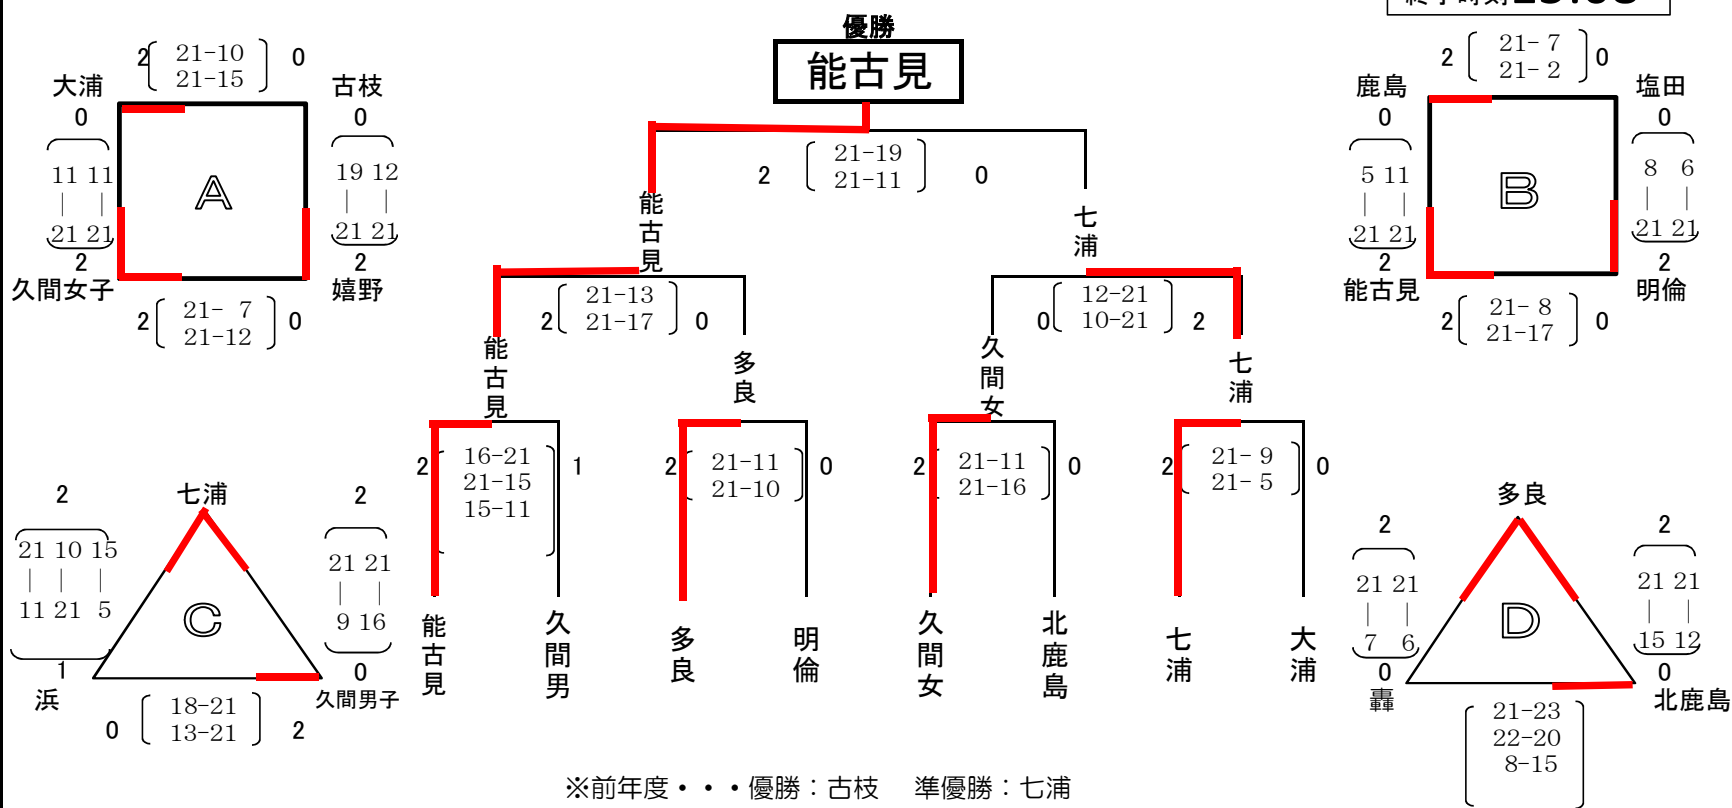 優勝
能古見
2 21-10 0
21-15
大浦 古枝
0 0
11 11
| |
21 21
2
19 12
| |
21 21
2
A
久間女子 嬉野
2 21- 7 0
21-12
2 21- 7 0
21- 2
鹿島 塩田
0 0
5 11
| |
21 21
2
8 6
| |
21 21
2
B
能古見 明倫
2 21- 8 0
21-17
2 21-19 0
21-11
能古見
七浦
2 21-13 0
21-17
0 12-21 2
10-21
能古見
多良
久間女
七浦
2 16-21 1
21-15
15-11
2 21-11 0
21-10
2 21-11 0
21-16
2 21- 9 0
21- 5
能古見
久間男
多良
明倫
久間女
北鹿島
七浦
大浦
七浦
2 2
21 10 15
| | |
11 21 5
1
21 21
| |
9 16
0
C
浜 久間男子
0 18-21 2
13-21
多良
2 2
21 21
| |
7 6
0
21 21
| |
15 12
0
D
轟 北鹿島
21-23
22-20
8-15
※前年度・・・優勝：古枝 準優勝：七浦